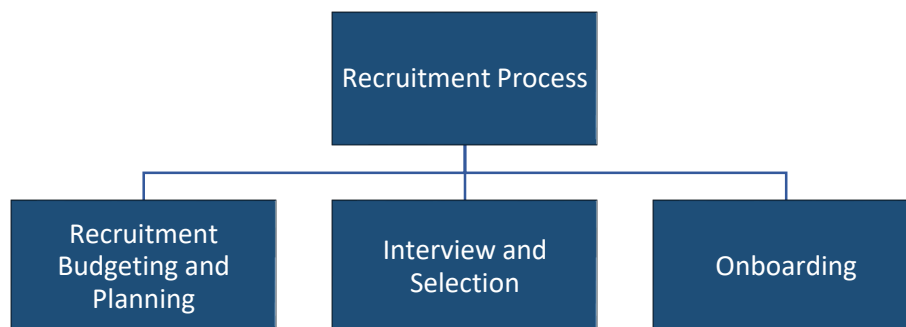 Recruitment Process
Recruitment
Budgeting and
Planning
Interview and
Selection
Onboarding